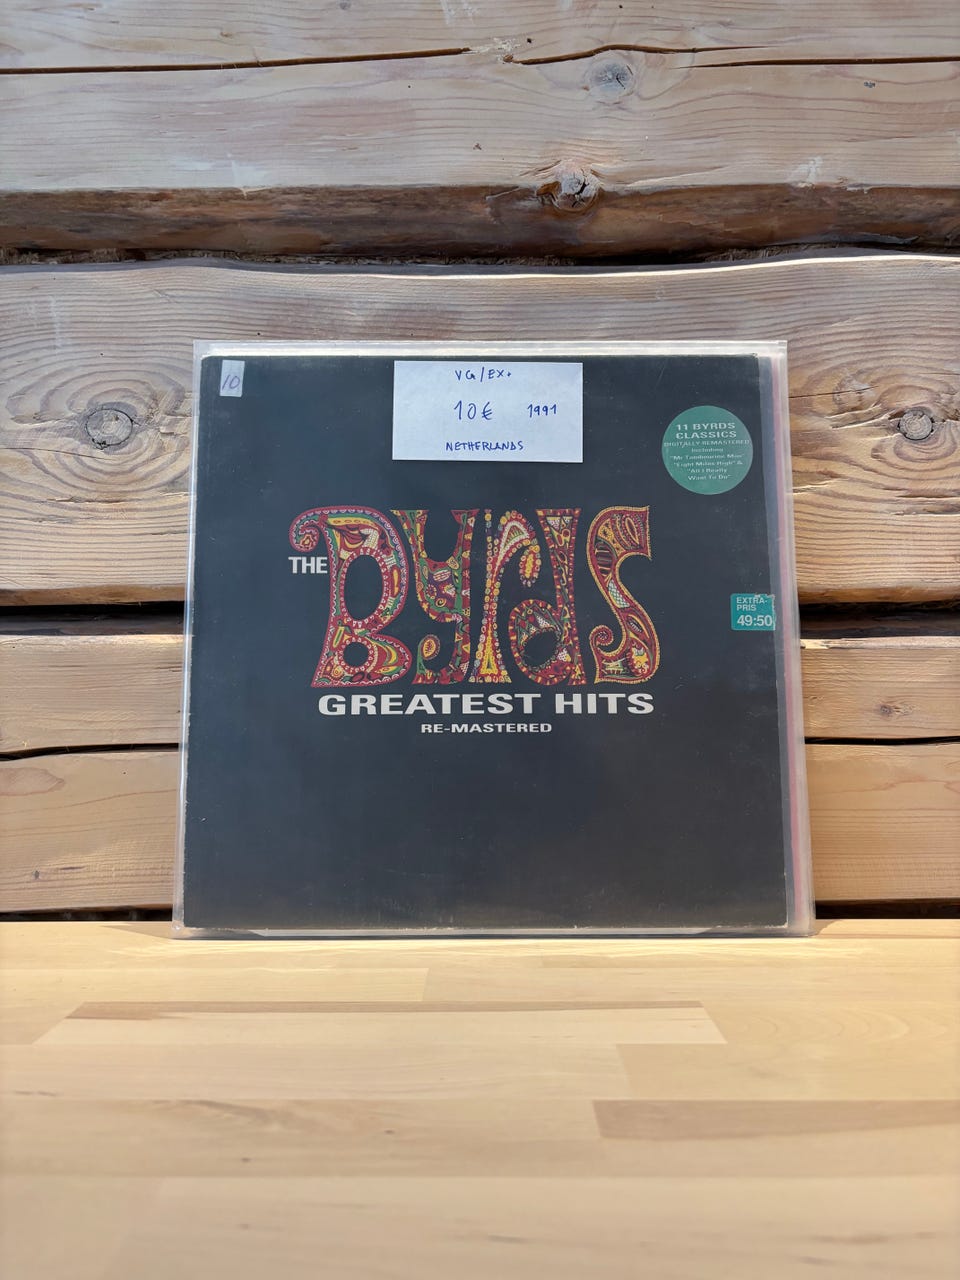 10
VG/EX+
10€ 1991
NETHERLANDS
11 BYRDS
CLASSICS
DIGITALLY REMASTERED
Including
"Mr Tambourine Man"
"Eight Miles High" &
"All I Really
Want To Do"
THE BYRDS
EXTRA-
PRIS
49:50
GREATEST HITS
RE-MASTERED